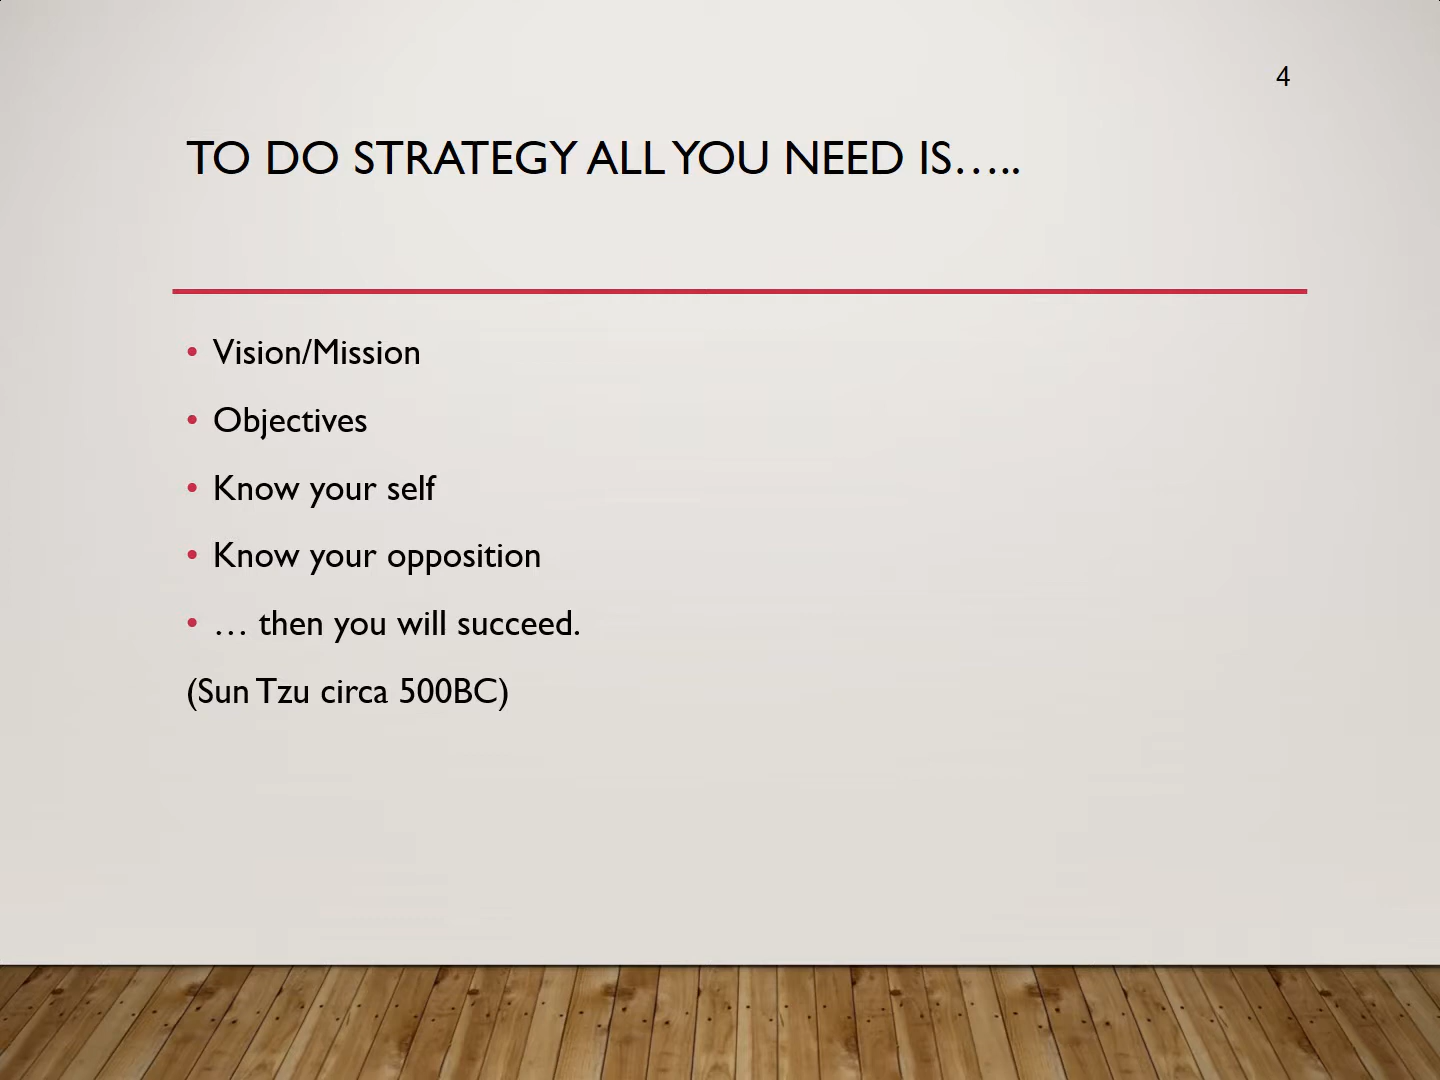 4
TO DO STRATEGY ALL YOU NEED IS…..
• Vision/Mission
• Objectives
• Know your self
• Know your opposition
• … then you will succeed.
(Sun Tzu circa 500BC)